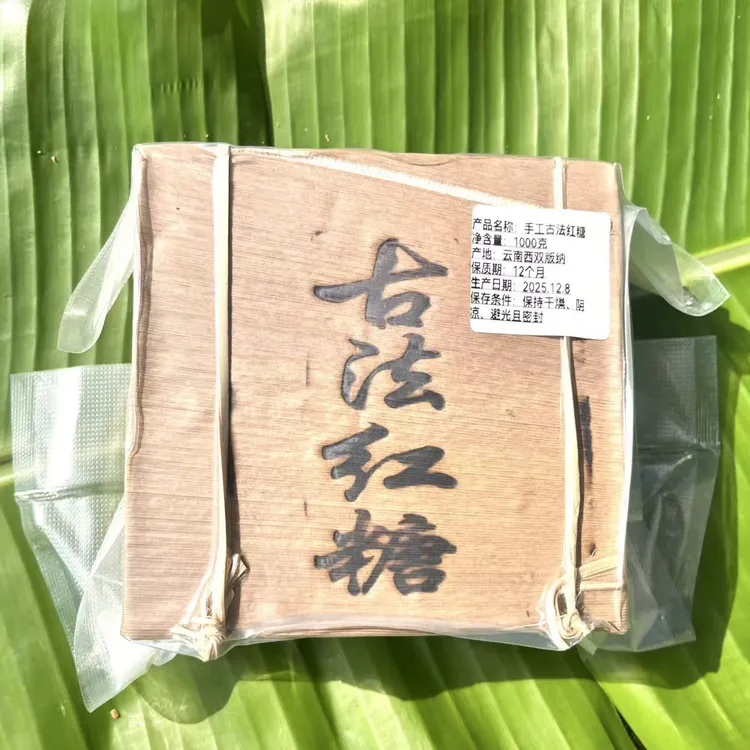 古法红糖
产品名称：手工古法红糖
净含量：1000克
产地：云南西双版纳
保质期：12个月
生产日期：2025.12.8
保存条件：保持干燥、阴
凉、避光且密封